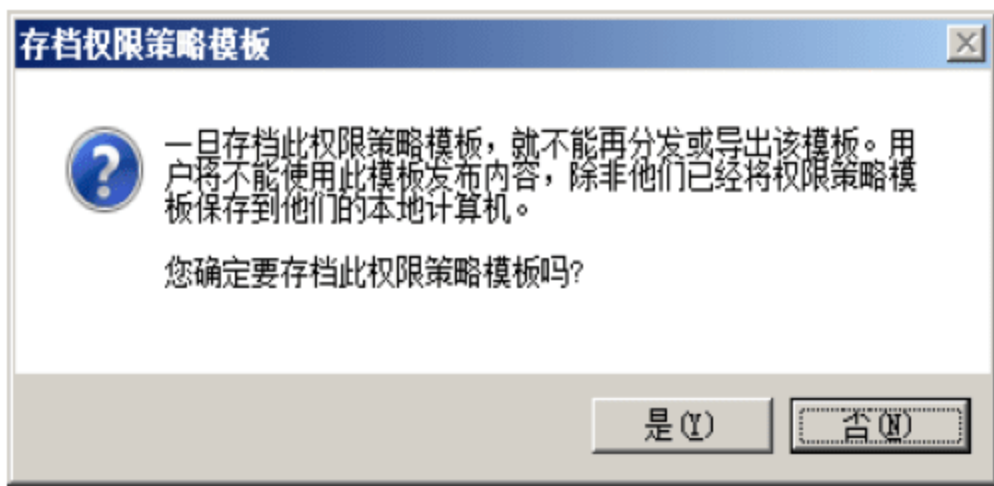 存档权限策略模板
一旦存档此权限策略模板，就不能再分发或导出该模板。用
户将不能使用此模板发布内容，除非他们已经将权限策略模
板保存到他们的本地计算机。
您确定要存档此权限策略模板吗?
是(Y)
否(N)